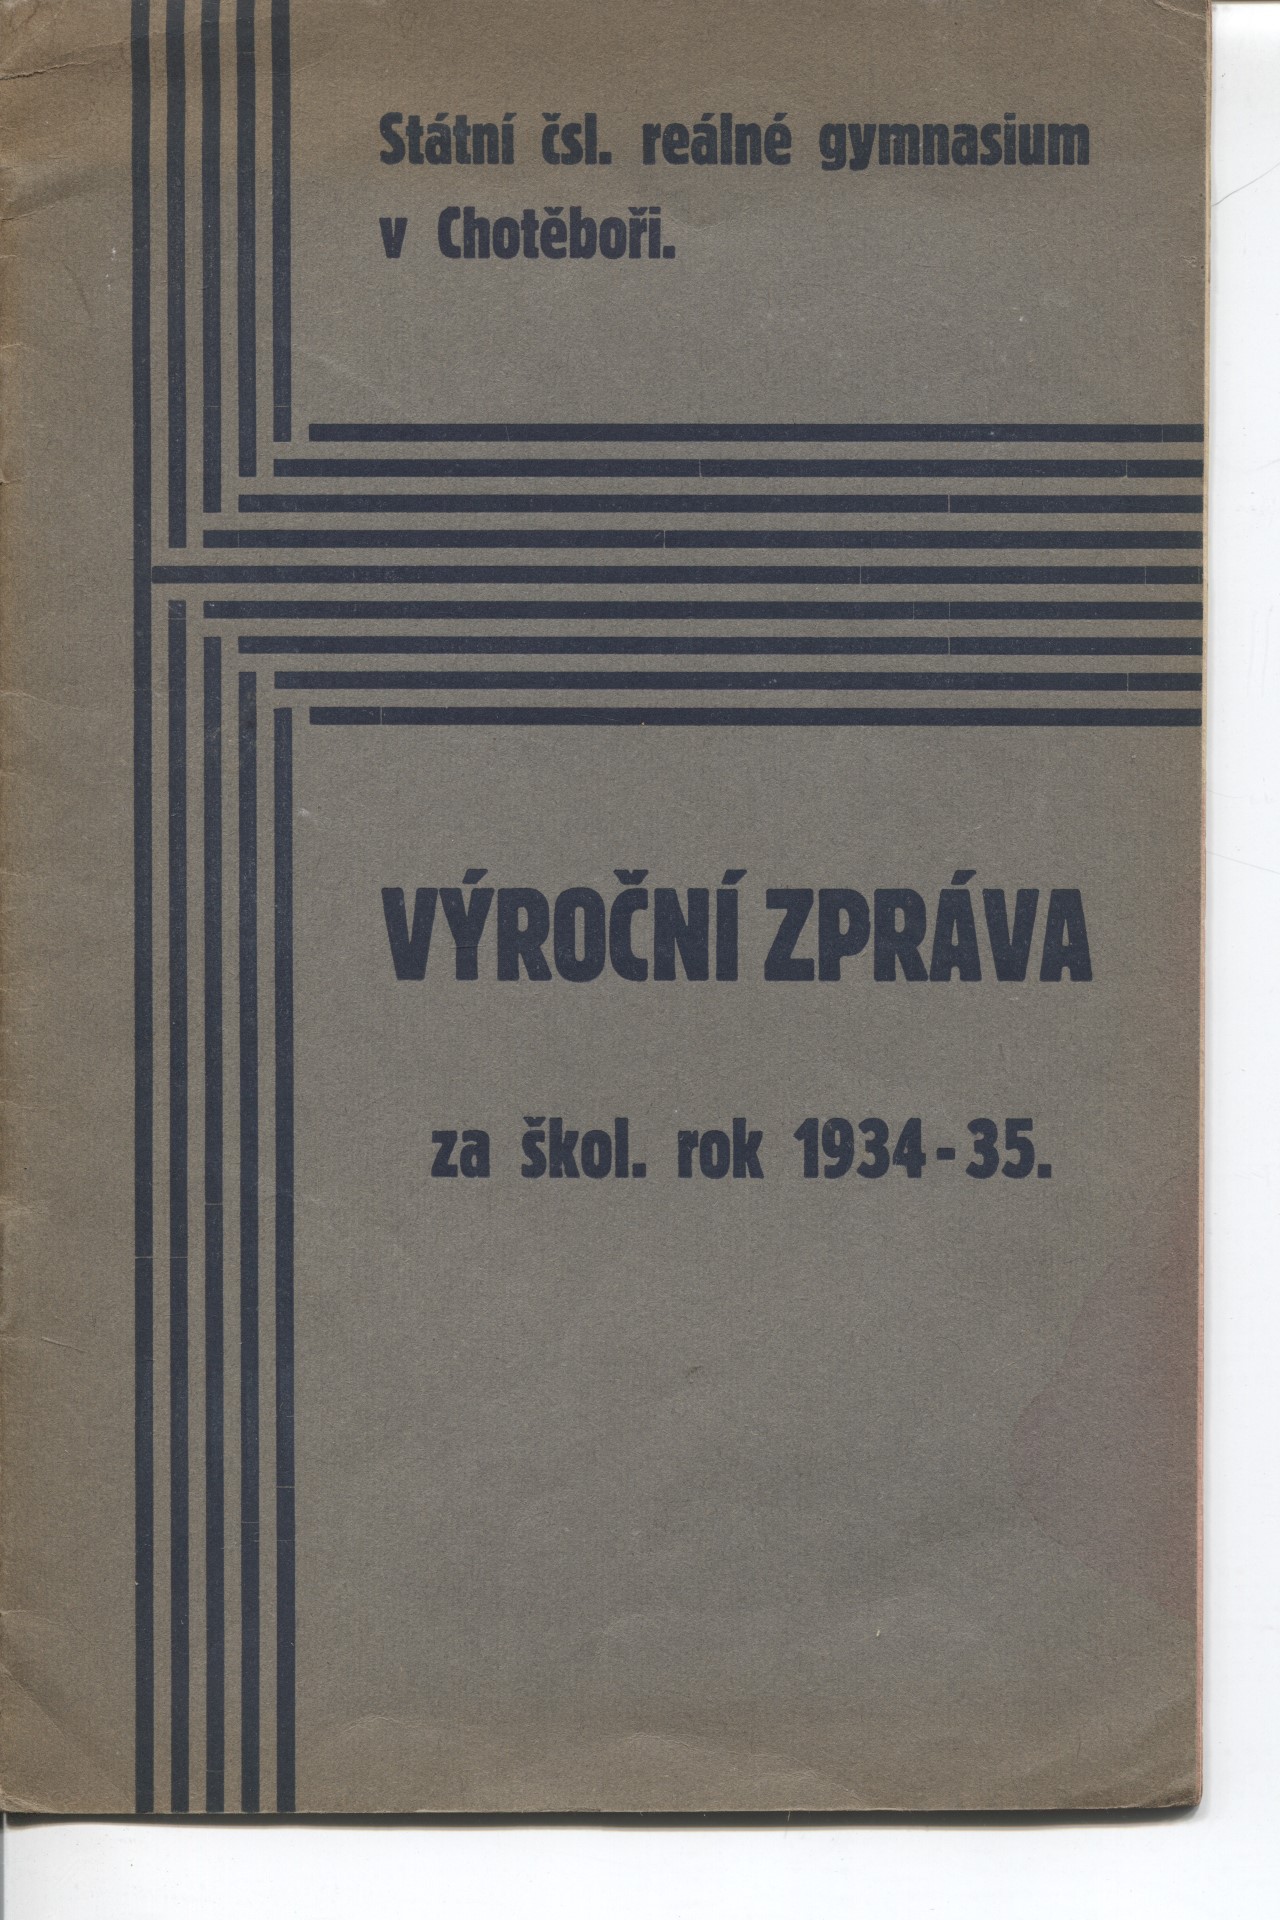 Státní čsl. reálné gymnasium
v Chotěboři.
VÝROČNÍ ZPRÁVA
za škol. rok 1934-35.